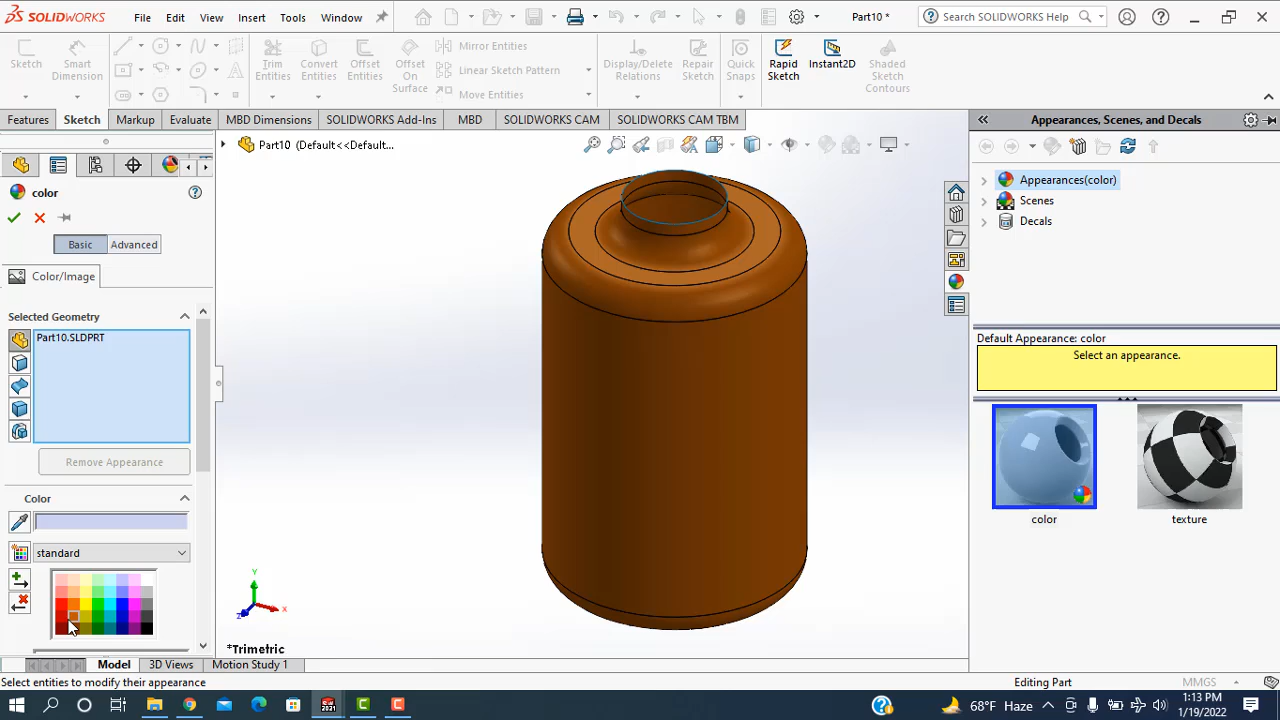 SOLIDWORKS File Edit View Insert Tools Window Part10 * Search SOLIDWORKS Help
Sketch Smart Dimension Trim Entities Convert Entities Offset Entities Offset On Surface Mirror Entities Linear Sketch Pattern Move Entities Display/Delete Relations Repair Sketch Quick Snaps Rapid Sketch Instant2D Shaded Sketch Contours
Features Sketch Markup Evaluate MBD Dimensions SOLIDWORKS Add-Ins MBD SOLIDWORKS CAM SOLIDWORKS CAM TBM
Appearances, Scenes, and Decals
Part10 (Default<<Default...
color
Basic Advanced
Color/Image
Selected Geometry
Part10.SLDPRT
Remove Appearance
Color
standard
Y
X
Z
*Trimetric
Appearances(color)
Scenes
Decals
Default Appearance: color
Select an appearance.
color texture
Model 3D Views Motion Study 1
Select entities to modify their appearance Editing Part MMGS
SW 2021
68°F Haze 1:13 PM
1/19/2022